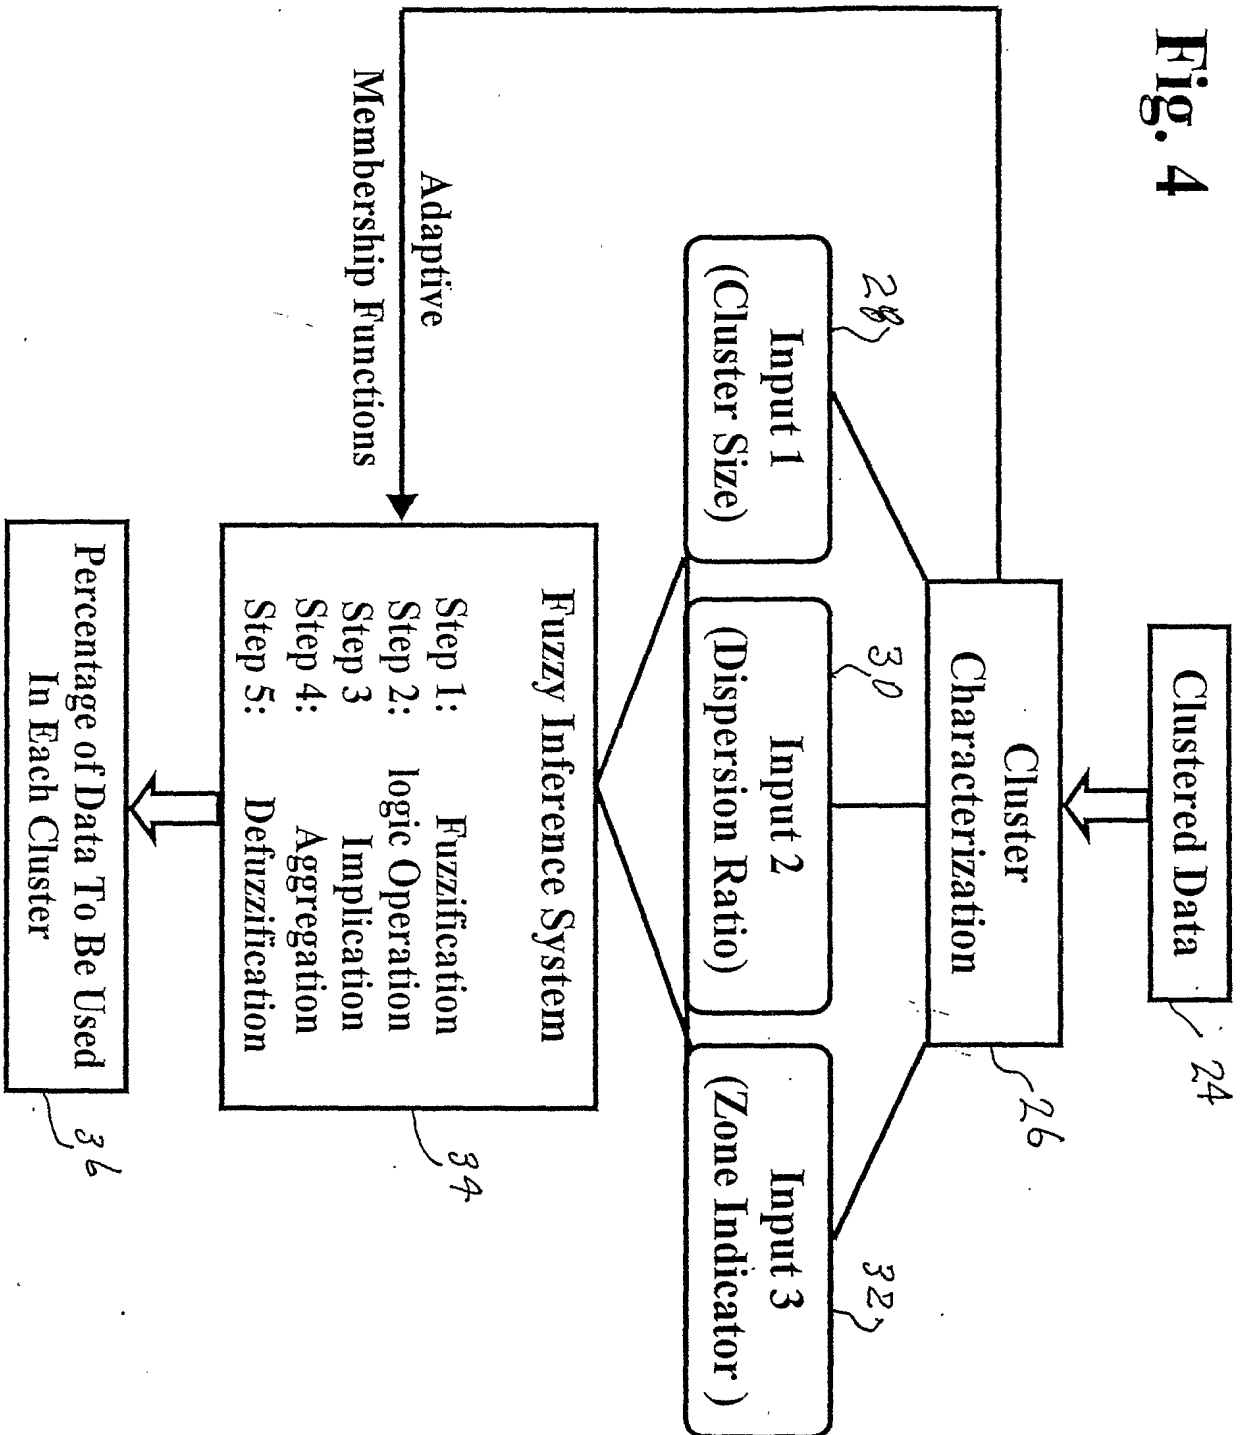 Fig. 4
Clustered Data
24
Cluster
Characterization
26
28
30
32
Input 1
(Cluster Size)
Input 2
(Dispersion Ratio)
Input 3
(Zone Indicator )
Adaptive
Membership Functions
Fuzzy Inference System
Step 1: Fuzzification
Step 2: logic Operation
Step 3 Implication
Step 4: Aggregation
Step 5: Defuzzification
34
Percentage of Data To Be Used
In Each Cluster
36